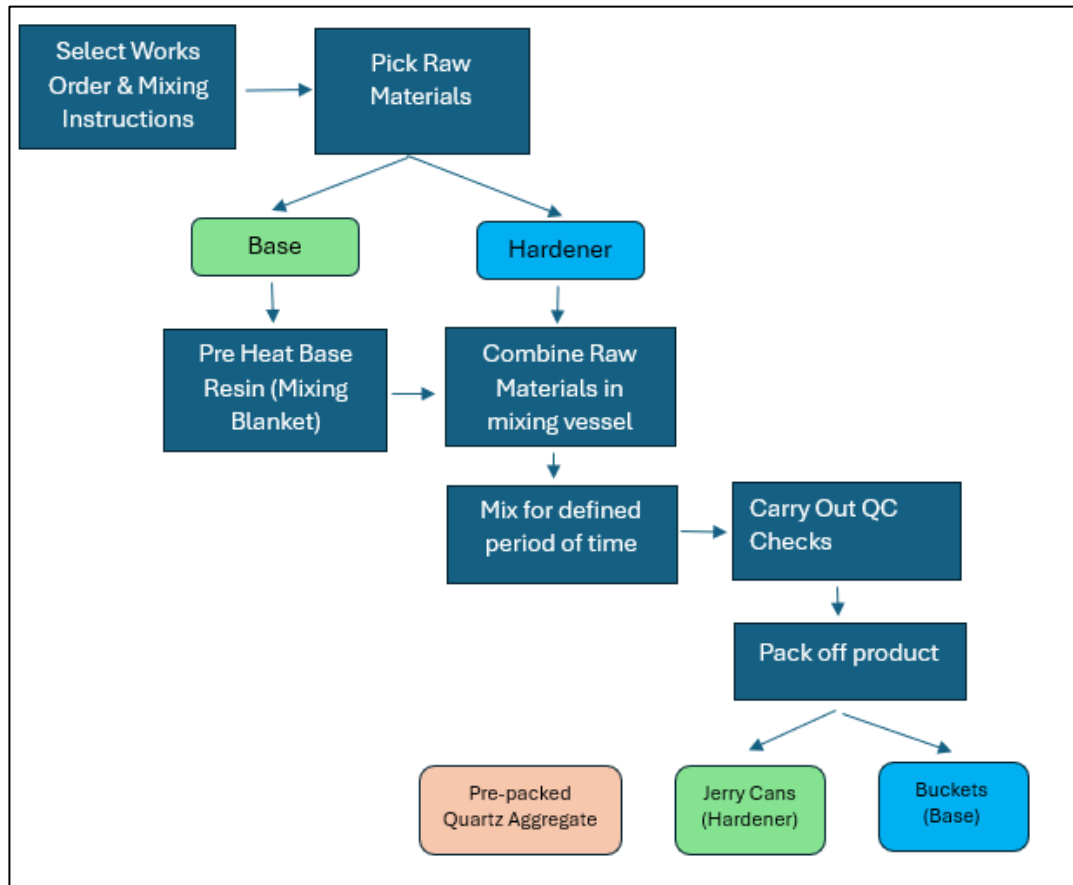 Select Works
Order & Mixing
Instructions
Pick Raw
Materials
Base
Hardener
Pre Heat Base
Resin (Mixing
Blanket)
Combine Raw
Materials in
mixing vessel
Mix for defined
period of time
Carry Out QC
Checks
Pack off product
Pre-packed
Quartz Aggregate
Jerry Cans
(Hardener)
Buckets
(Base)